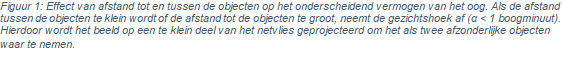 Figuur 1: Effect van afstand tot en tussen de objecten op het onderscheidend vermogen van het oog. Als de afstand
tussen de objecten te klein wordt of de afstand tot de objecten te groot, neemt de gezichtshoek af (α < 1 boogminuut).
Hierdoor wordt het beeld op een te klein deel van het netvlies geprojecteerd om het als twee afzonderlijke objecten
waar te nemen.